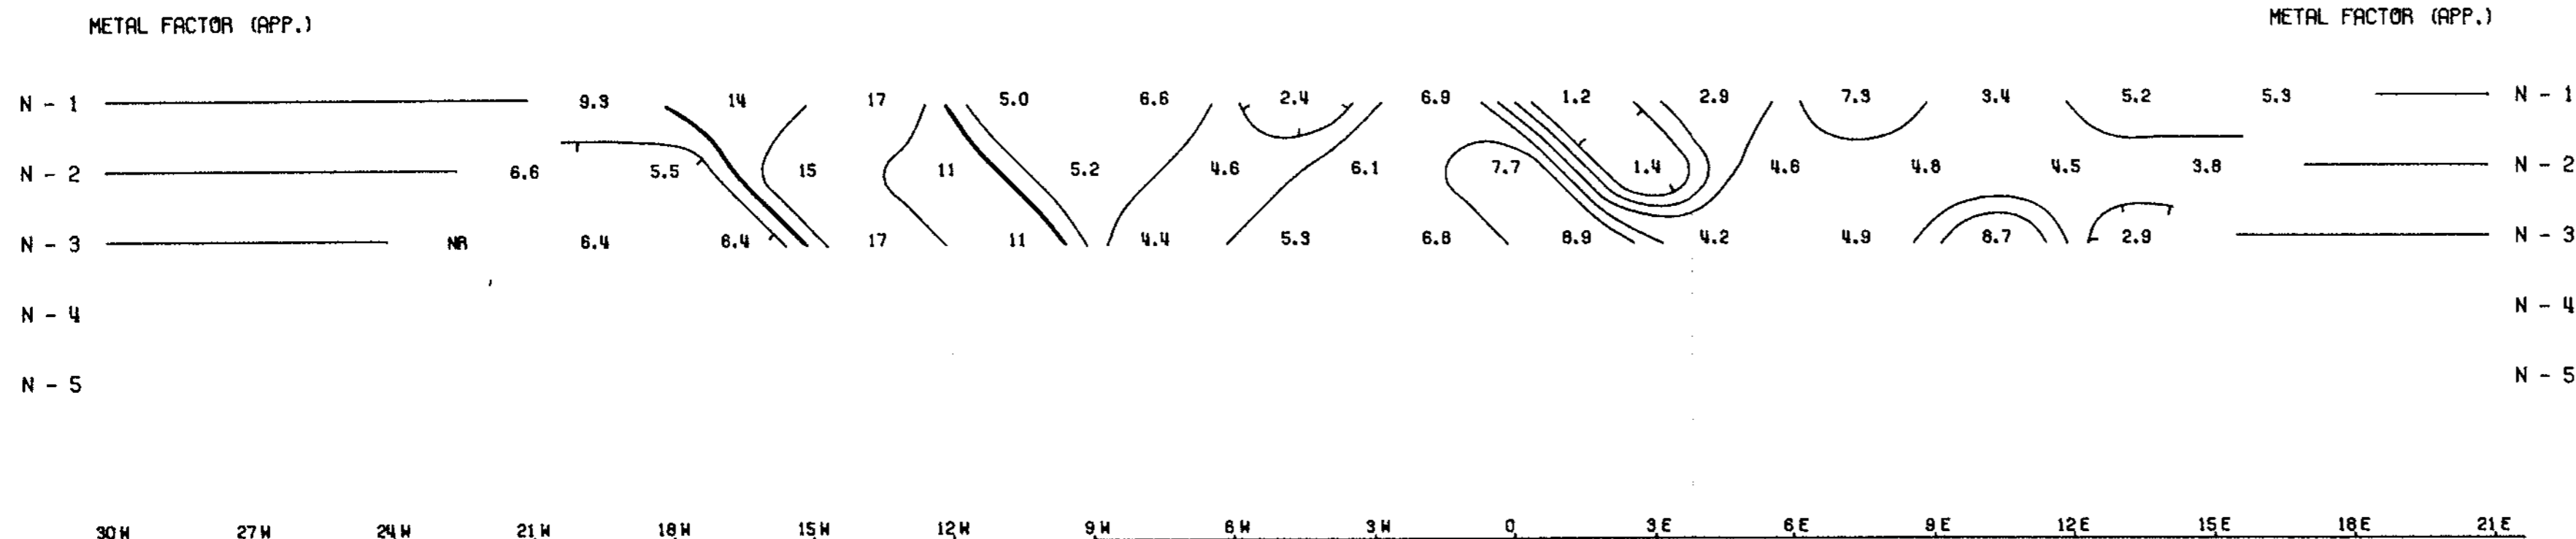 METAL FACTOR (APP.) METAL FACTOR (APP.)
N - 1 9.3 14 17 5.0 6.6 2.4 6.9 1.2 2.9 7.3 3.4 5.2 5.3 N - 1
N - 2 6.6 5.5 15 11 5.2 4.6 6.1 7.7 1.4 4.6 4.8 4.5 3.8 N - 2
N - 3 NR 6.4 6.4 17 11 4.4 5.3 6.8 8.9 4.2 4.9 8.7 2.9 N - 3
N - 4 N - 4
N - 5 N - 5
30W 27W 24W 21W 18W 15W 12W 9W 6W 3W 0 3E 6E 9E 12E 15E 18E 21E